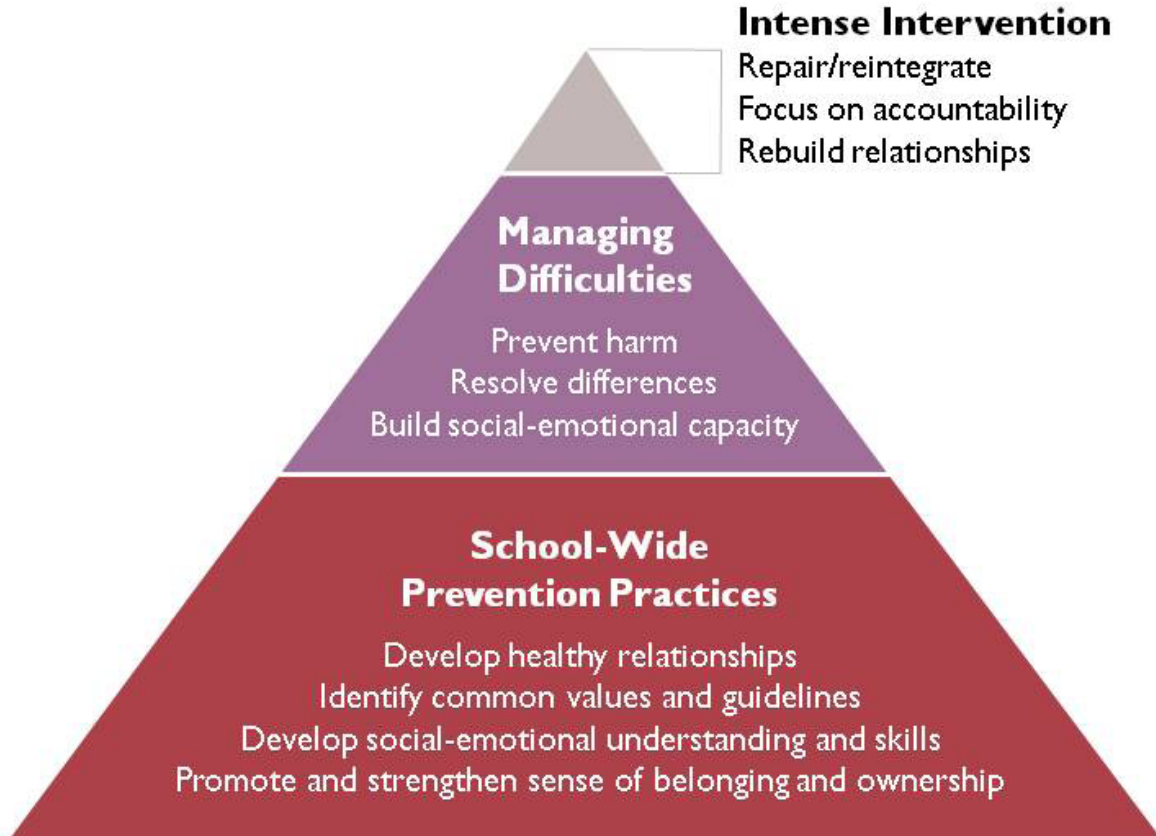 Intense Intervention
Repair/reintegrate
Focus on accountability
Rebuild relationships
Managing
Difficulties
Prevent harm
Resolve differences
Build social-emotional capacity
School-Wide
Prevention Practices
Develop healthy relationships
Identify common values and guidelines
Develop social-emotional understanding and skills
Promote and strengthen sense of belonging and ownership